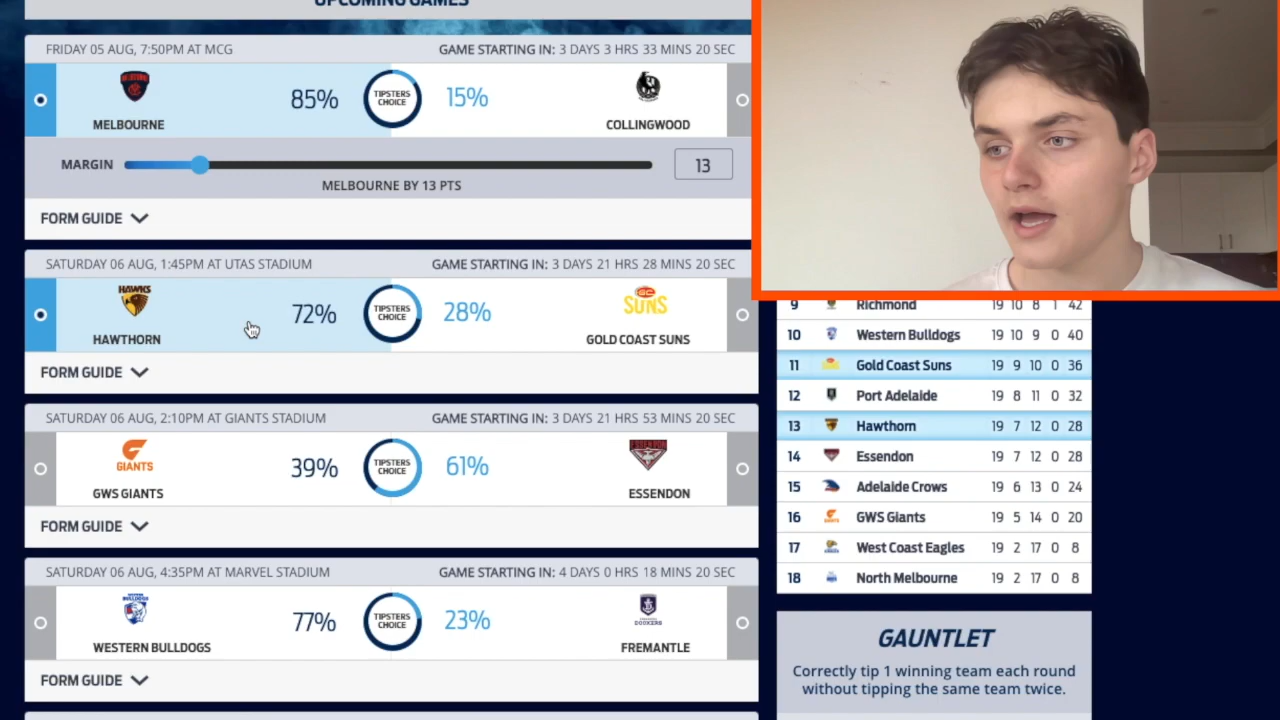 UPCOMING GAMES
FRIDAY 05 AUG, 7:50PM AT MCG GAME STARTING IN: 3 DAYS 3 HRS 33 MINS 20 SEC
85% TIPSTERS CHOICE 15%
MELBOURNE COLLINGWOOD
MARGIN 13
MELBOURNE BY 13 PTS
FORM GUIDE
SATURDAY 06 AUG, 1:45PM AT UTAS STADIUM GAME STARTING IN: 3 DAYS 21 HRS 28 MINS 20 SEC
HAWKS 72% TIPSTERS CHOICE 28% GC SUNS
HAWTHORN GOLD COAST SUNS
FORM GUIDE
SATURDAY 06 AUG, 2:10PM AT GIANTS STADIUM GAME STARTING IN: 3 DAYS 21 HRS 53 MINS 20 SEC
GIANTS 39% TIPSTERS CHOICE 61% ESSENDON
GWS GIANTS ESSENDON
FORM GUIDE
SATURDAY 06 AUG, 4:35PM AT MARVEL STADIUM GAME STARTING IN: 4 DAYS 0 HRS 18 MINS 20 SEC
77% TIPSTERS CHOICE 23%
WESTERN BULLDOGS FREMANTLE
FORM GUIDE
9 Richmond 19 10 8 1 42
10 Western Bulldogs 19 10 9 0 40
11 Gold Coast Suns 19 9 10 0 36
12 Port Adelaide 19 8 11 0 32
13 Hawthorn 19 7 12 0 28
14 Essendon 19 7 12 0 28
15 Adelaide Crows 19 6 13 0 24
16 GWS Giants 19 5 14 0 20
17 West Coast Eagles 19 2 17 0 8
18 North Melbourne 19 2 17 0 8
GAUNTLET
Correctly tip 1 winning team each round
without tipping the same team twice.